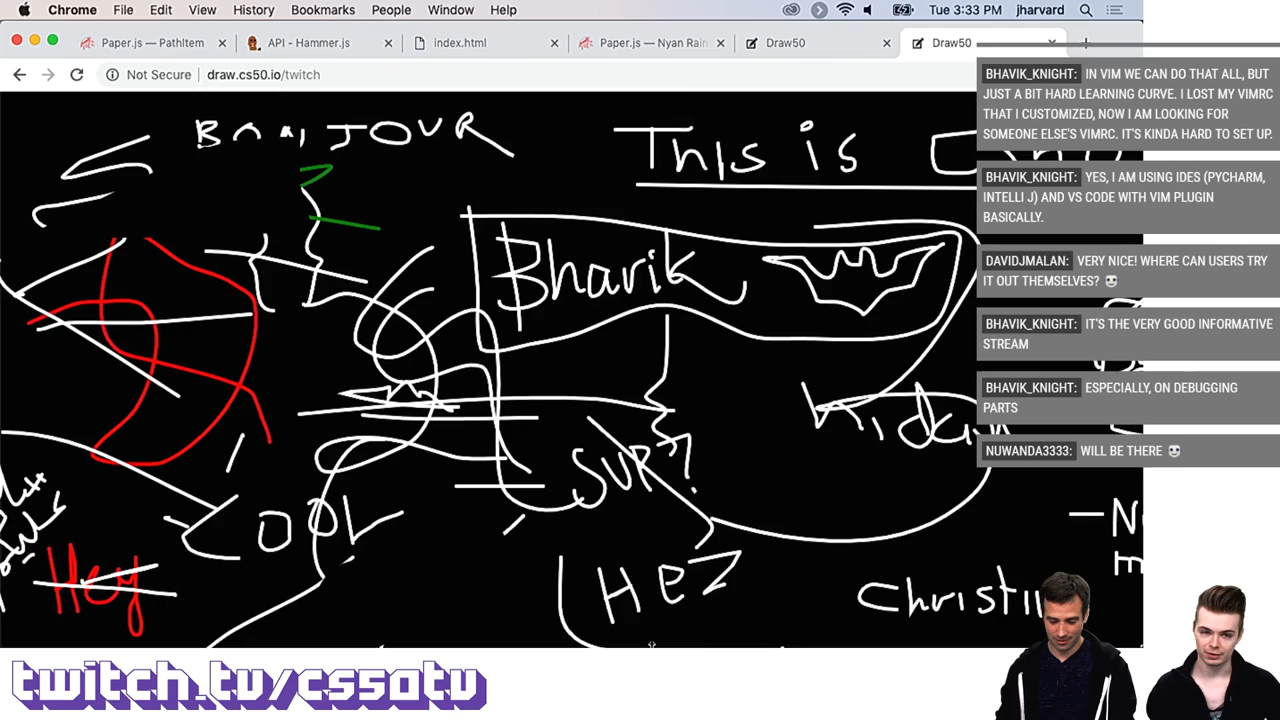 Chrome File Edit View History Bookmarks People Window Help Tue 3:33 PM jharvard
Paper.js — PathItem API - Hammer.js index.html Paper.js — Nyan Rain Draw50 Draw50
Not Secure draw.cs50.io/twitch
BHAVIK_KNIGHT: IN VIM WE CAN DO THAT ALL, BUT
JUST A BIT HARD LEARNING CURVE. I LOST MY VIMRC
THAT I CUSTOMIZED, NOW I AM LOOKING FOR
SOMEONE ELSE'S VIMRC. IT'S KINDA HARD TO SET UP.
BHAVIK_KNIGHT: YES, I AM USING IDES (PYCHARM,
INTELLI J) AND VS CODE WITH VIM PLUGIN
BASICALLY.
DAVIDJMALAN: VERY NICE! WHERE CAN USERS TRY
IT OUT THEMSELVES?
BHAVIK_KNIGHT: IT'S THE VERY GOOD INFORMATIVE
STREAM
BHAVIK_KNIGHT: ESPECIALLY, ON DEBUGGING
PARTS
NUWANDA3333: WILL BE THERE
THis is
Bhavik
SUP?
COOL
Hey
HEZ
twitch.tv/cs50tv